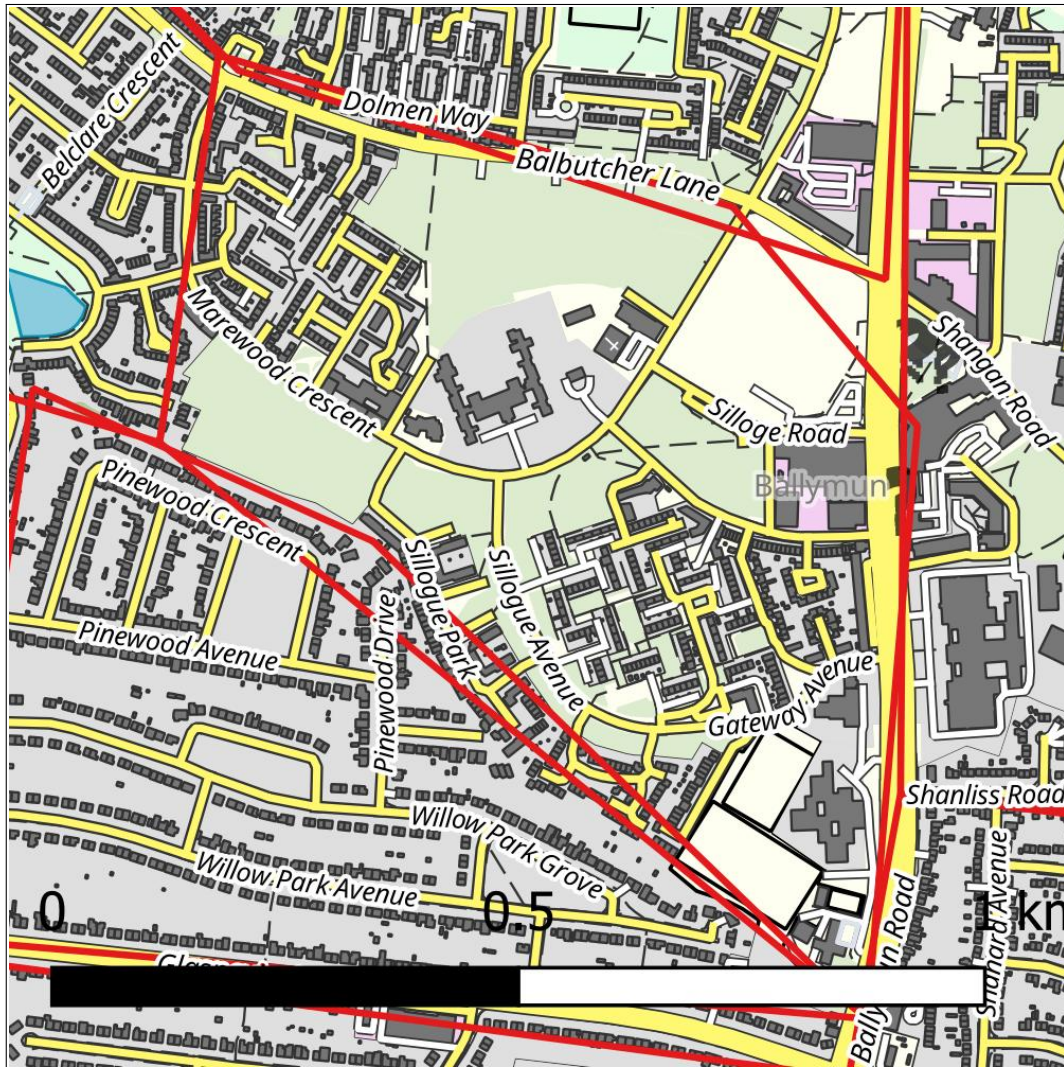 Belclare Crescent
Dolmen Way
Balbutcher Lane
Marewood Crescent
Shangan Road
Silloge Road
Ballymun
Pinewood Crescent
Sillogue Park
Sillogue Avenue
Pinewood Drive
Pinewood Avenue
Gateway Avenue
Shanliss Road
Willow Park Grove
Willow Park Avenue
Shanard Avenue
0
0.5
1 km